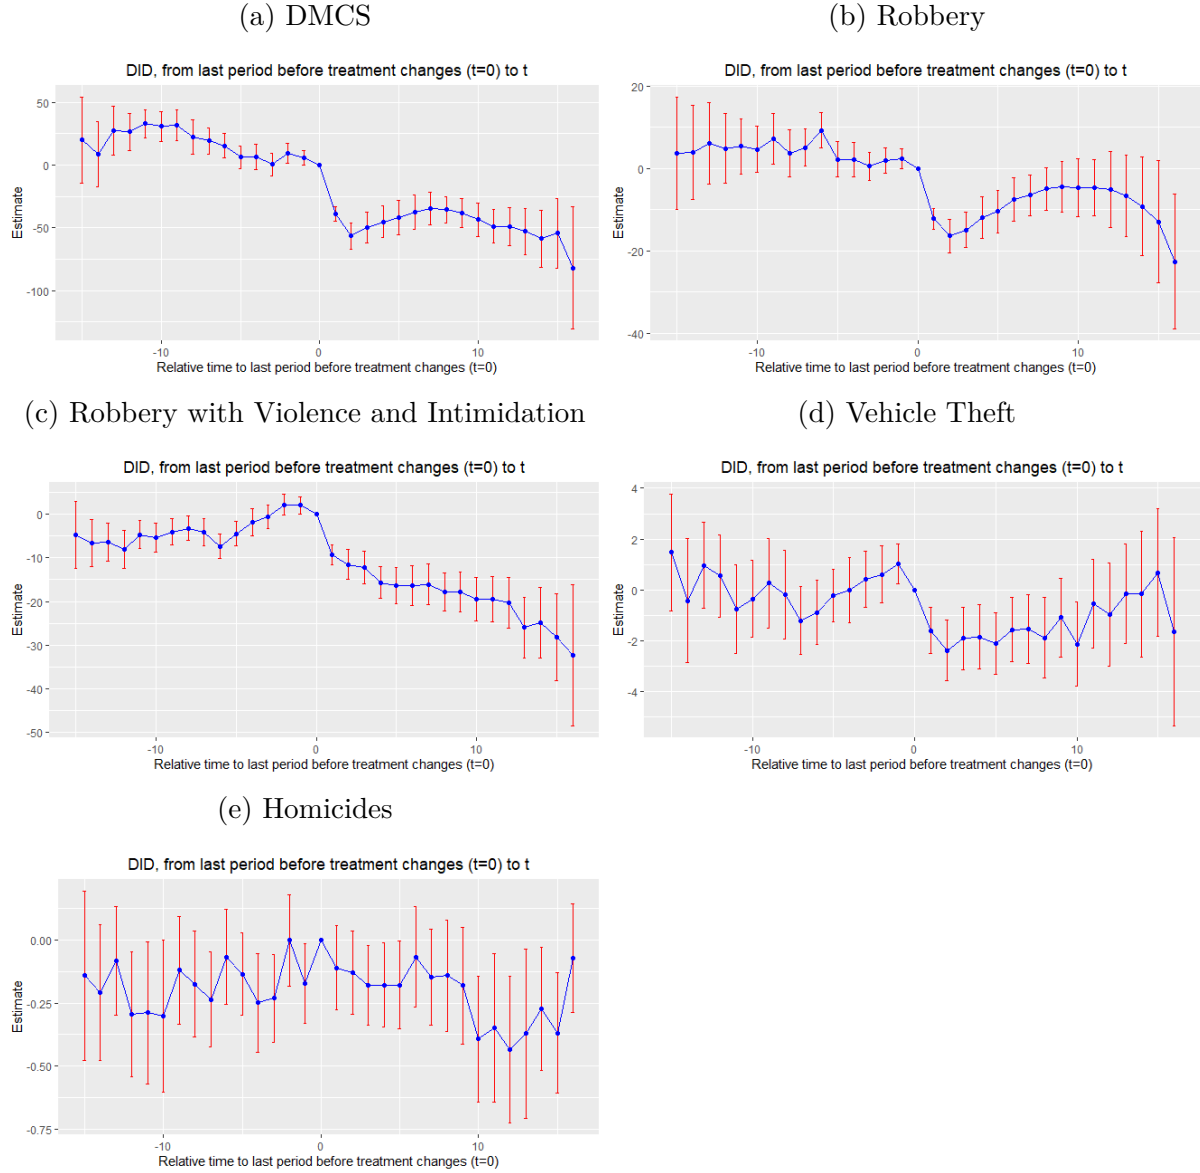 (a) DMCS
DID, from last period before treatment changes (t=0) to t
Estimate
50
0
-50
-100
-10
0
10
Relative time to last period before treatment changes (t=0)
(b) Robbery
DID, from last period before treatment changes (t=0) to t
Estimate
20
0
-20
-40
-10
0
10
Relative time to last period before treatment changes (t=0)
(c) Robbery with Violence and Intimidation
DID, from last period before treatment changes (t=0) to t
Estimate
0
-10
-20
-30
-40
-50
-10
0
10
Relative time to last period before treatment changes (t=0)
(d) Vehicle Theft
DID, from last period before treatment changes (t=0) to t
Estimate
4
2
0
-2
-4
-10
0
10
Relative time to last period before treatment changes (t=0)
(e) Homicides
DID, from last period before treatment changes (t=0) to t
Estimate
0.00
-0.25
-0.50
-0.75
-10
0
10
Relative time to last period before treatment changes (t=0)